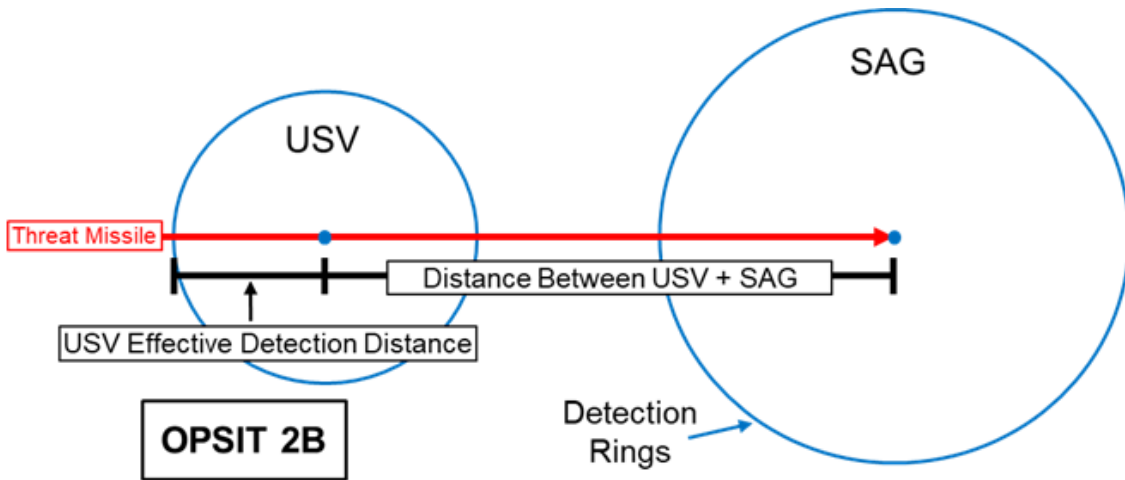 SAG
USV
Threat Missile
Distance Between USV + SAG
USV Effective Detection Distance
OPSIT 2B
Detection
Rings